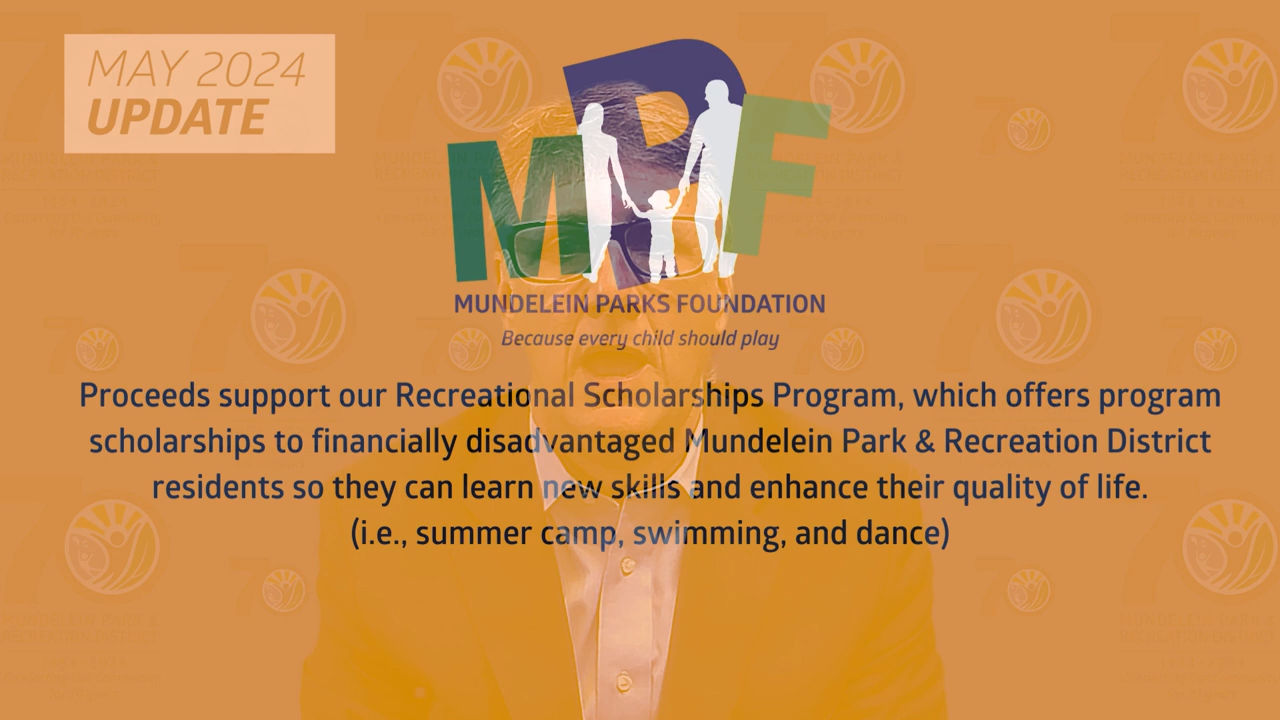 MAY 2024
UPDATE
MPF
MUNDELEIN PARKS FOUNDATION
Because every child should play
Proceeds support our Recreational Scholarships Program, which offers program
scholarships to financially disadvantaged Mundelein Park & Recreation District
residents so they can learn new skills and enhance their quality of life.
(i.e., summer camp, swimming, and dance)